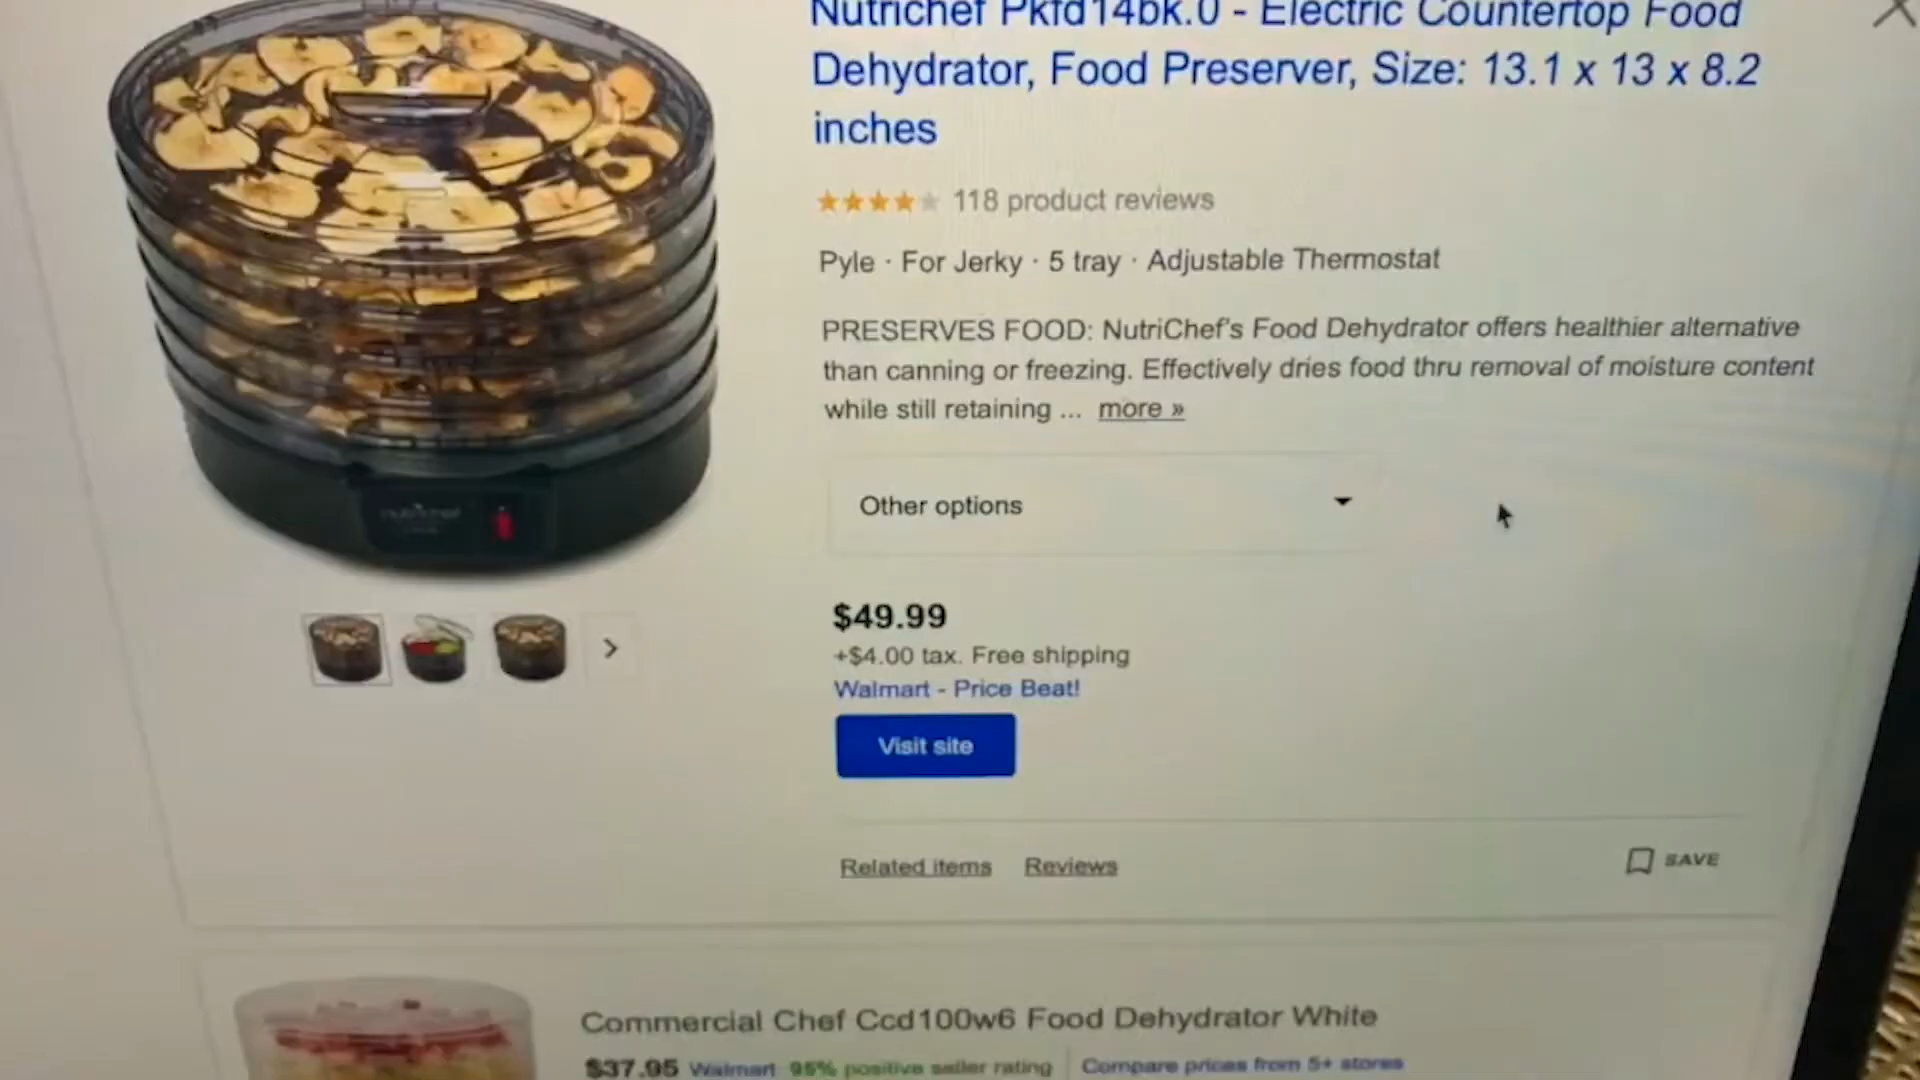 Nutrichef Pkfd14bk.0 - Electric Countertop Food
Dehydrator, Food Preserver, Size: 13.1 x 13 x 8.2
inches
118 product reviews
Pyle · For Jerky · 5 tray · Adjustable Thermostat
PRESERVES FOOD: NutriChef's Food Dehydrator offers healthier alternative
than canning or freezing. Effectively dries food thru removal of moisture content
while still retaining ... more »
Other options
$49.99
+$4.00 tax. Free shipping
Walmart - Price Beat!
Visit site
Related items Reviews
SAVE
Commercial Chef Ccd100w6 Food Dehydrator White
$37.95 Walmart 95% positive seller rating Compare prices from 5+ stores